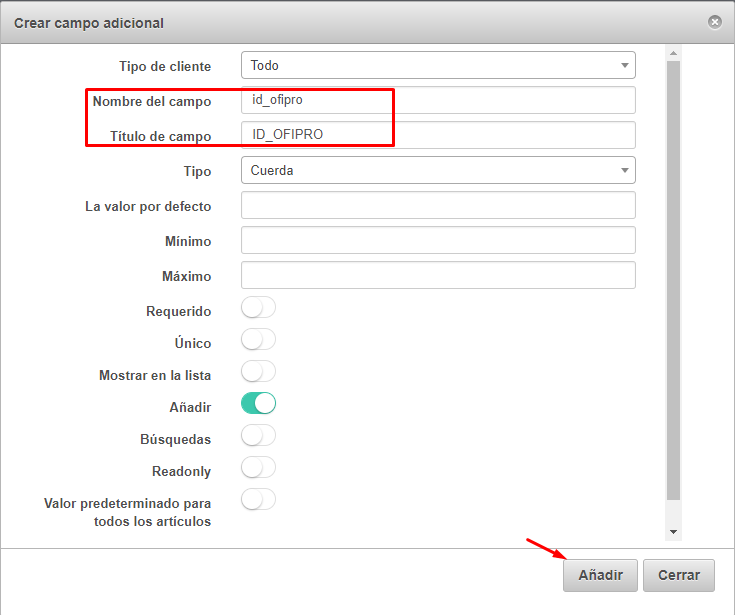 Crear campo adicional
Tipo de cliente Todo
Nombre del campo id_ofipro
Título de campo ID_OFIPRO
Tipo Cuerda
La valor por defecto
Mínimo
Máximo
Requerido
Único
Mostrar en la lista
Añadir
Búsquedas
Readonly
Valor predeterminado para
todos los artículos
Añadir Cerrar